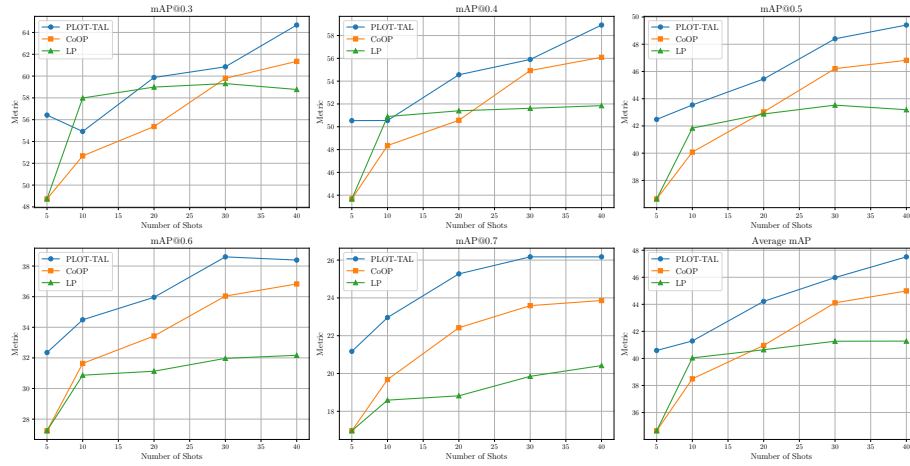 mAP@0.3
Metric
64
62
60
58
56
54
52
50
48
PLOT-TAL
CoOP
LP
5 10 15 20 25 30 35 40
Number of Shots
mAP@0.4
Metric
58
56
54
52
50
48
46
44
PLOT-TAL
CoOP
LP
5 10 15 20 25 30 35 40
Number of Shots
mAP@0.5
Metric
50
48
46
44
42
40
38
PLOT-TAL
CoOP
LP
5 10 15 20 25 30 35 40
Number of Shots
mAP@0.6
Metric
38
36
34
32
30
28
PLOT-TAL
CoOP
LP
5 10 15 20 25 30 35 40
Number of Shots
mAP@0.7
Metric
26
24
22
20
18
PLOT-TAL
CoOP
LP
5 10 15 20 25 30 35 40
Number of Shots
Average mAP
Metric
48
46
44
42
40
38
36
PLOT-TAL
CoOP
LP
5 10 15 20 25 30 35 40
Number of Shots